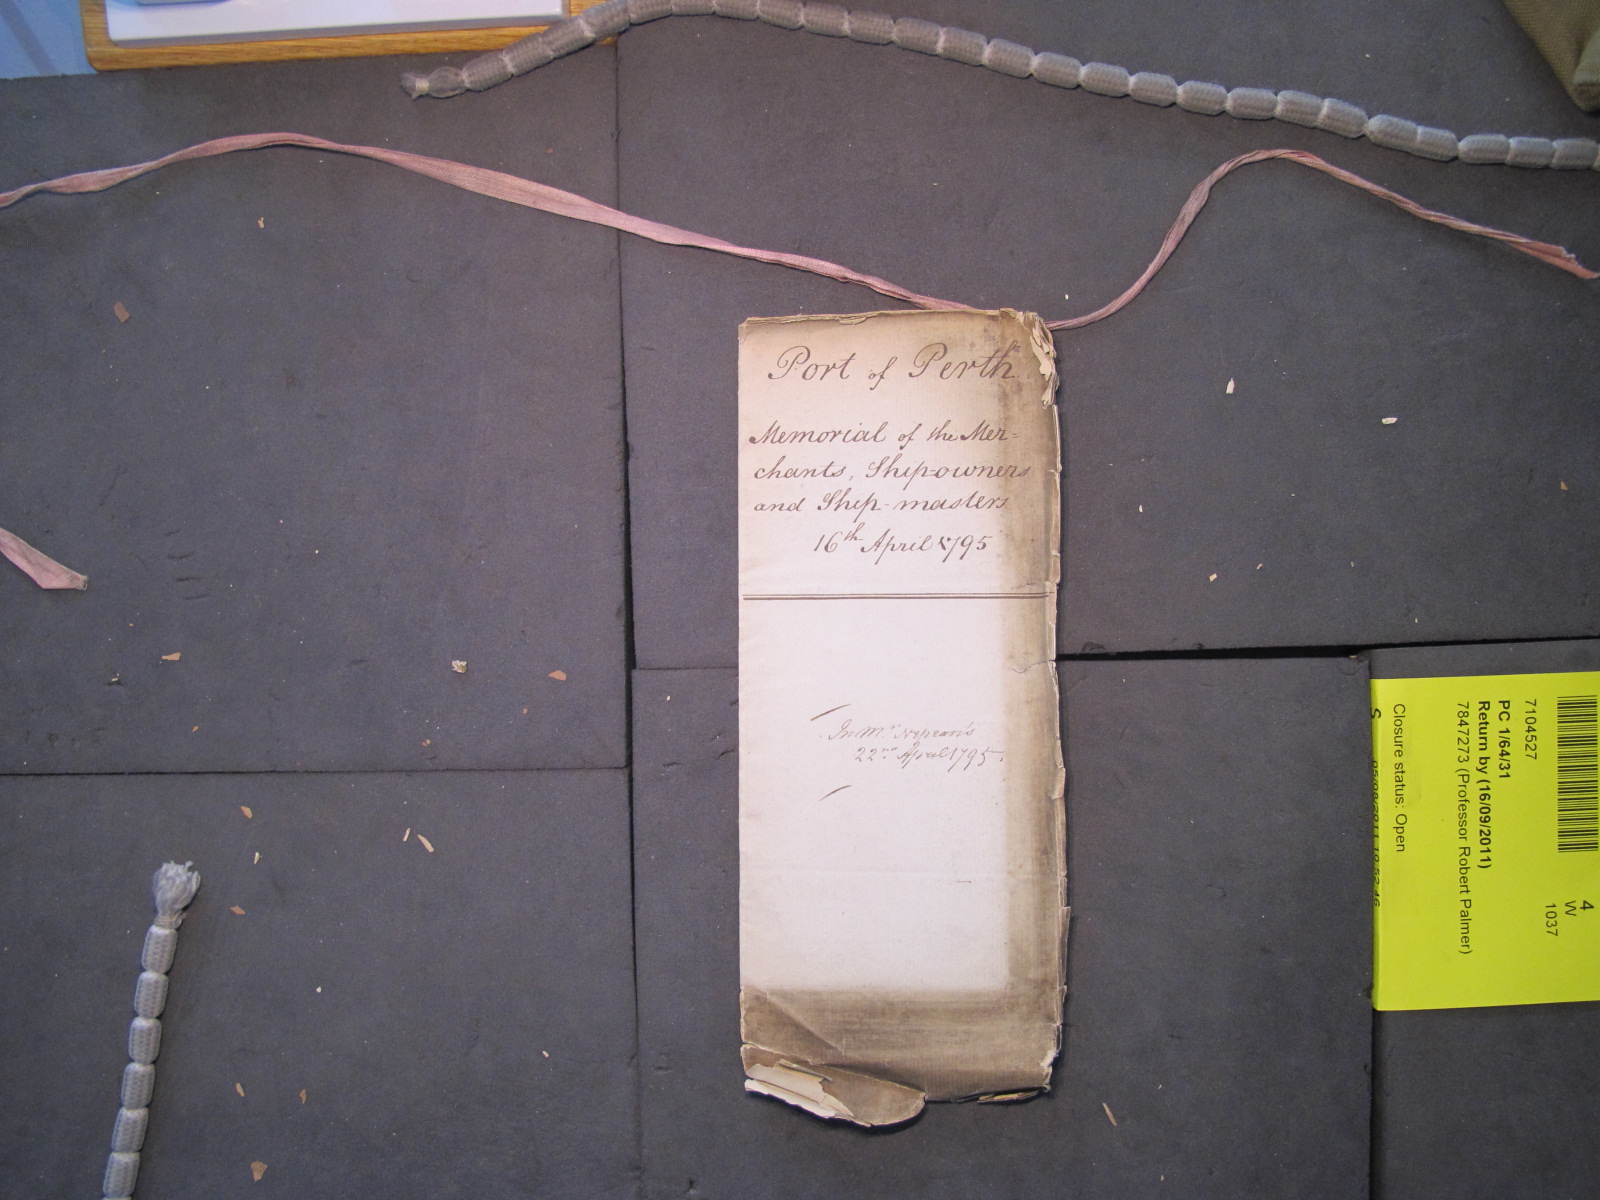 Port of Perth
Memorial of the Mer=
chants, Ship-owners
and Ship-masters
16th April 1795
In Mr. Nepean's
22nd April 1795.
4
W
1037
7104527
PC 1/64/31
Return by (16/09/2011)
7847273 (Professor Robert Palmer)
Closure status: Open
S